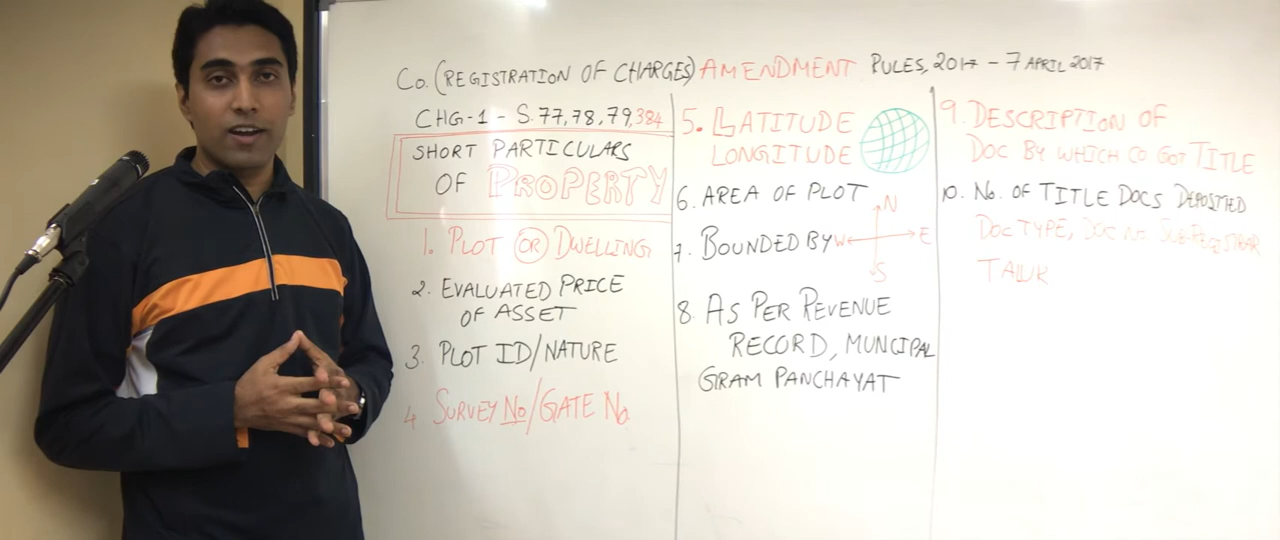 Co. (REGISTRATION OF CHARGES) AMENDMENT RULES, 2017 - 7 APRIL 2017
CHG-1 - S. 77, 78, 79, 384
SHORT PARTICULARS
OF PROPERTY
1. PLOT OR DWELLING
2. EVALUATED PRICE
OF ASSET
3. PLOT ID/NATURE
4. SURVEY No/GATE No
5. LATITUDE
LONGITUDE
6. AREA OF PLOT
7. BOUNDED BY
N
W E
S
8. AS PER REVENUE
RECORD, MUNCIPAL
GRAM PANCHAYAT
9. DESCRIPTION OF
DOC BY WHICH CO GOT TITLE
10. No. OF TITLE DOCS DEPOSITED
DOC TYPE, DOC No SUB-REGISTRAR
TALUK